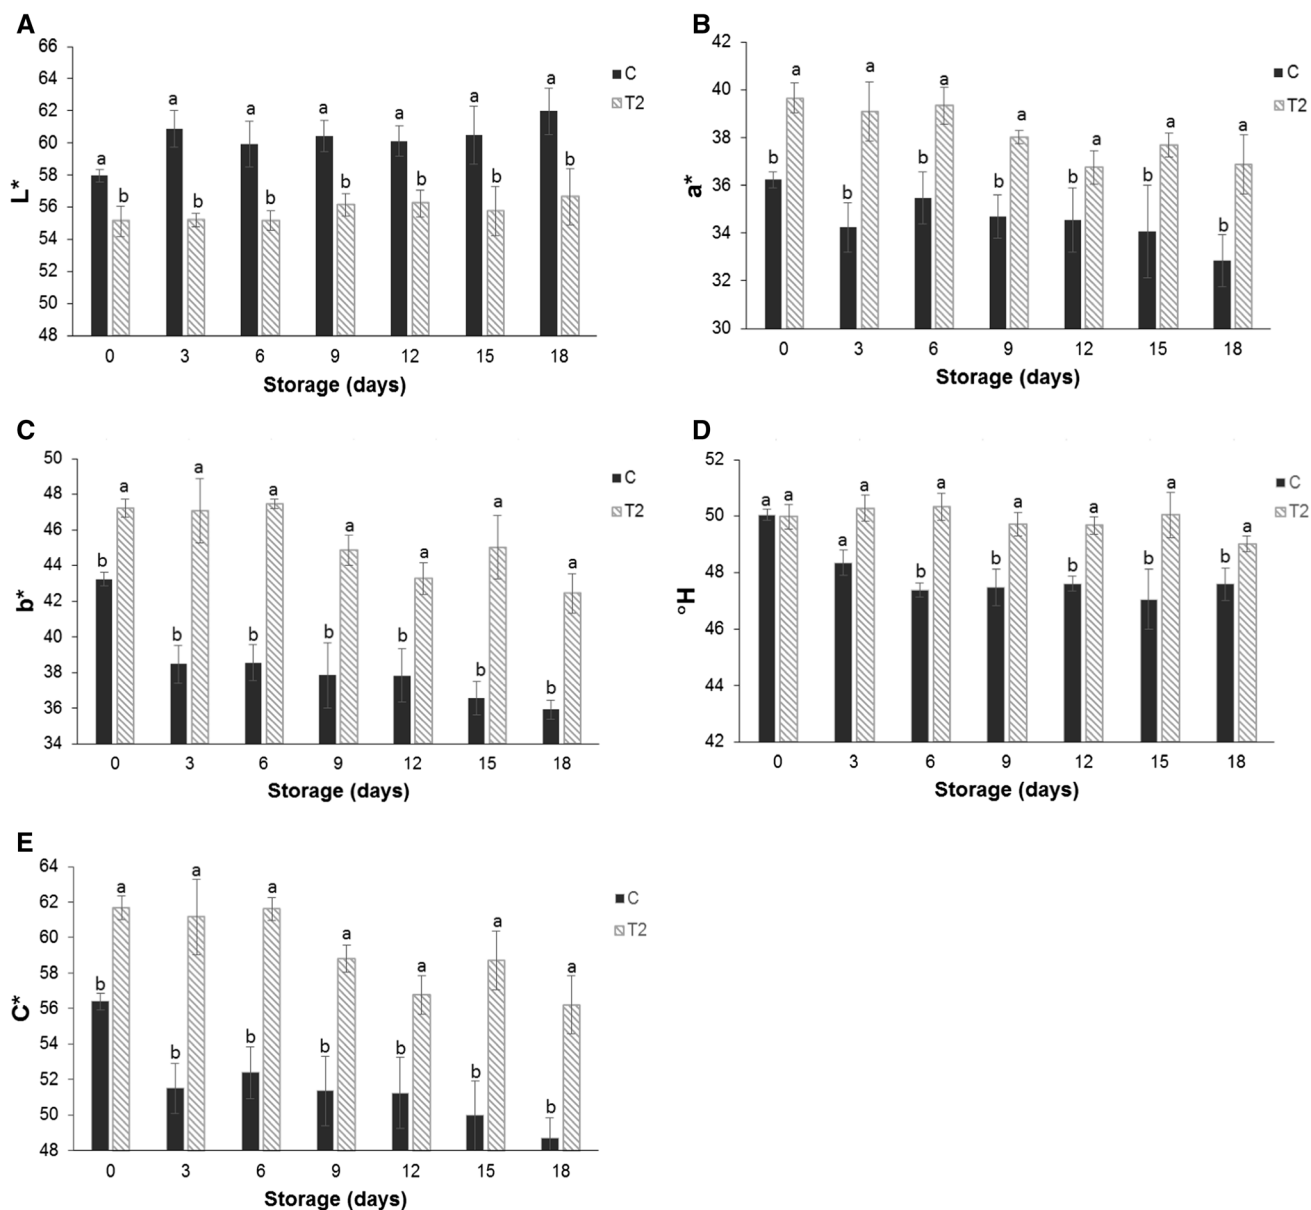 A
66
64
62
60
58
56
55
52
50
48
L*
a a a a a a a
b b b b b b b
C
T2
0 3 6 9 12 15 18
Storage (days)
B
42
40
38
36
34
32
30
a*
a a a a a a a
b b b b b b b
C
T2
0 3 6 9 12 15 18
Storage (days)
C
50
48
46
44
42
40
38
36
34
b*
a a a a a a a
b b b b b b b
C
T2
0 3 6 9 12 15 18
Storage (days)
D
52
50
48
46
44
42
°H
a a a a a a a
a a b b b b b
C
T2
0 3 6 9 12 15 18
Storage (days)
E
64
62
60
58
56
54
52
50
48
C*
a a a a a a a
b b b b b b b
C
T2
0 3 6 9 12 15 18
Storage (days)